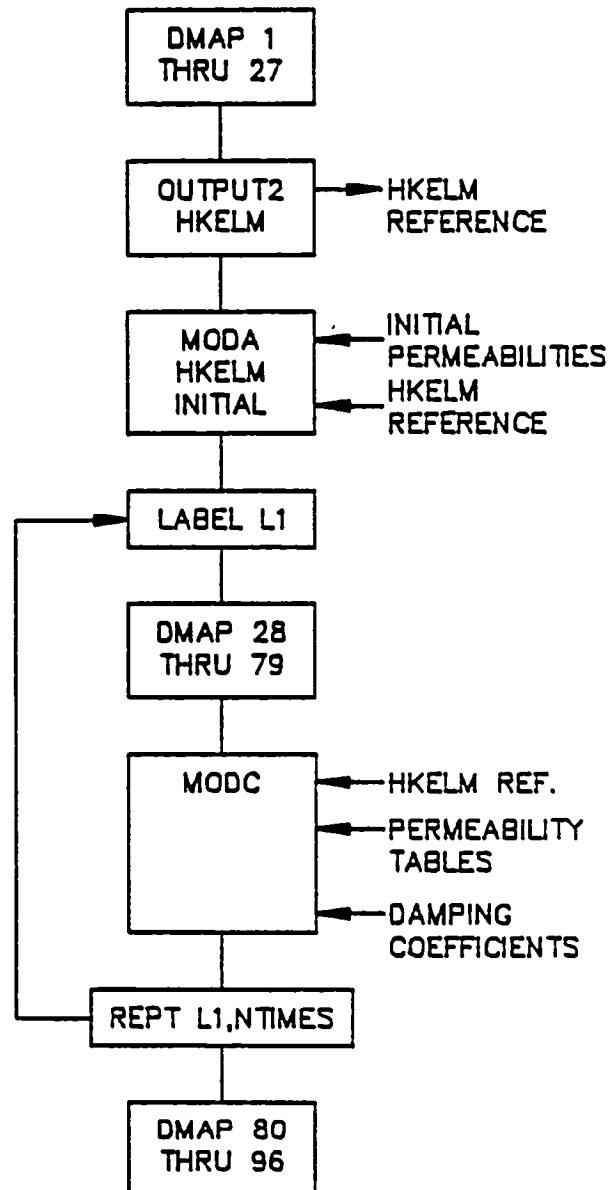 DMAP 1
THRU 27
OUTPUT2
HKELM
HKELM
REFERENCE
MODA
HKELM
INITIAL
INITIAL
PERMEABILITIES
HKELM
REFERENCE
LABEL L1
DMAP 28
THRU 79
MODC
HKELM REF.
PERMEABILITY
TABLES
DAMPING
COEFFICIENTS
REPT L1,NTIMES
DMAP 80
THRU 96